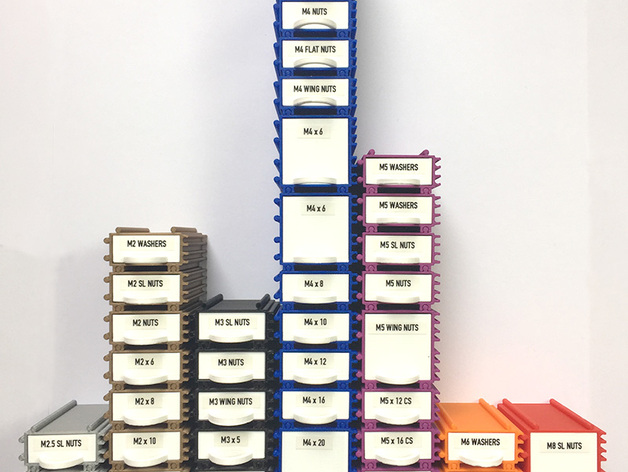 M4 NUTS
M4 FLAT NUTS
M4 WING NUTS
M4 x 6
M4 x 6
M4 x 8
M4 x 10
M4 x 12
M4 x 16
M4 x 20
M5 WASHERS
M5 WASHERS
M5 SL NUTS
M5 NUTS
M5 WING NUTS
M5 x 12 CS
M5 x 16 CS
M2 WASHERS
M2 SL NUTS
M2 NUTS
M2 x 6
M2 x 8
M2 x 10
M3 SL NUTS
M3 NUTS
M3 WING NUTS
M3 x 5
M2.5 SL NUTS
M6 WASHERS
M8 SL NUTS